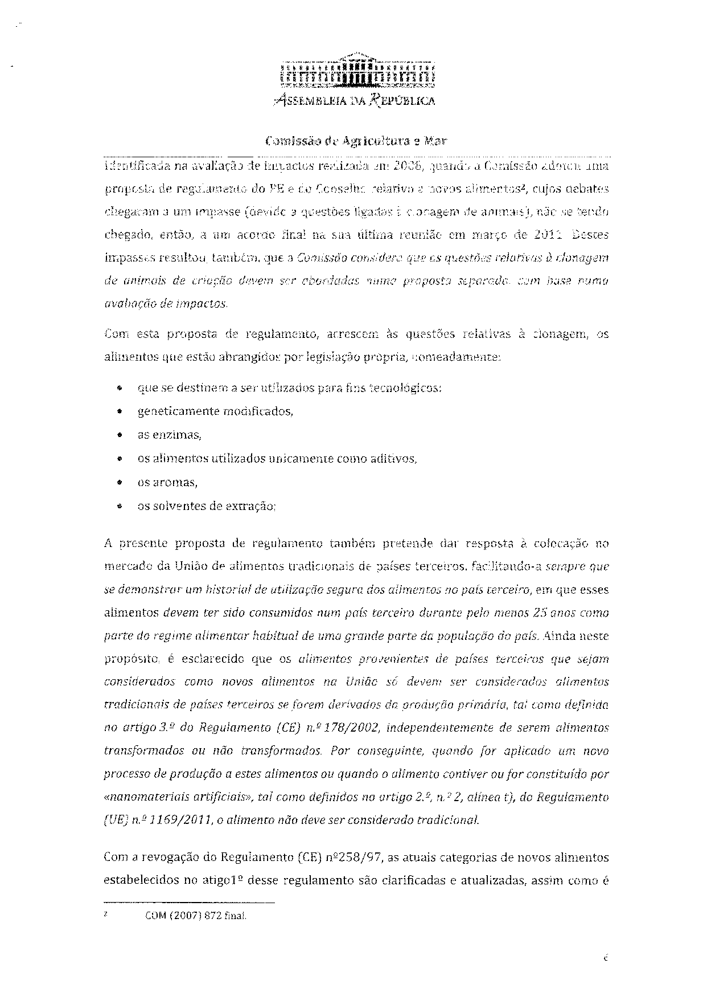 ASSEMBLEIA DA REPÚBLICA
Comissão de Agricultura e Mar
identificada na avaliação de impactos realizada em 2008, quando a Comissão adotou uma
proposta de regulamento do PE e do Conselho relativo a novos alimentos², cujos debates
chegaram a um impasse (devido a questões ligadas à clonagem de animais), não se tendo
chegado, então, a um acordo final na sua última reunião em março de 2011. Destes
impasses resultou, também, que a Comissão considera que as questões relativas à clonagem
de animais de criação devem ser abordadas numa proposta separada, com base numa
avaliação de impactos.
Com esta proposta de regulamento, acrescem às questões relativas à clonagem, os
alimentos que estão abrangidos por legislação própria, nomeadamente:
• que se destinem a ser utilizados para fins tecnológicos;
• geneticamente modificados,
• as enzimas,
• os alimentos utilizados unicamente como aditivos,
• os aromas,
• os solventes de extração;
A presente proposta de regulamento também pretende dar resposta à colocação no
mercado da União de alimentos tradicionais de países terceiros, facilitando-a sempre que
se demonstrar um historial de utilização segura dos alimentos no país terceiro, em que esses
alimentos devem ter sido consumidos num país terceiro durante pelo menos 25 anos como
parte do regime alimentar habitual de uma grande parte da população do país. Ainda neste
propósito, é esclarecido que os alimentos provenientes de países terceiros que sejam
considerados como novos alimentos na União só devem ser considerados alimentos
tradicionais de países terceiros se forem derivados da produção primária, tal como definida
no artigo 3.º do Regulamento (CE) n.º 178/2002, independentemente de serem alimentos
transformados ou não transformados. Por conseguinte, quando for aplicado um novo
processo de produção a estes alimentos ou quando o alimento contiver ou for constituído por
«nanomateriais artificiais», tal como definidos no artigo 2.º, n.º 2, alínea t), do Regulamento
(UE) n.º 1169/2011, o alimento não deve ser considerado tradicional.
Com a revogação do Regulamento (CE) nº258/97, as atuais categorias de novos alimentos
estabelecidos no atigo1º desse regulamento são clarificadas e atualizadas, assim como é
² COM (2007) 872 final.
6